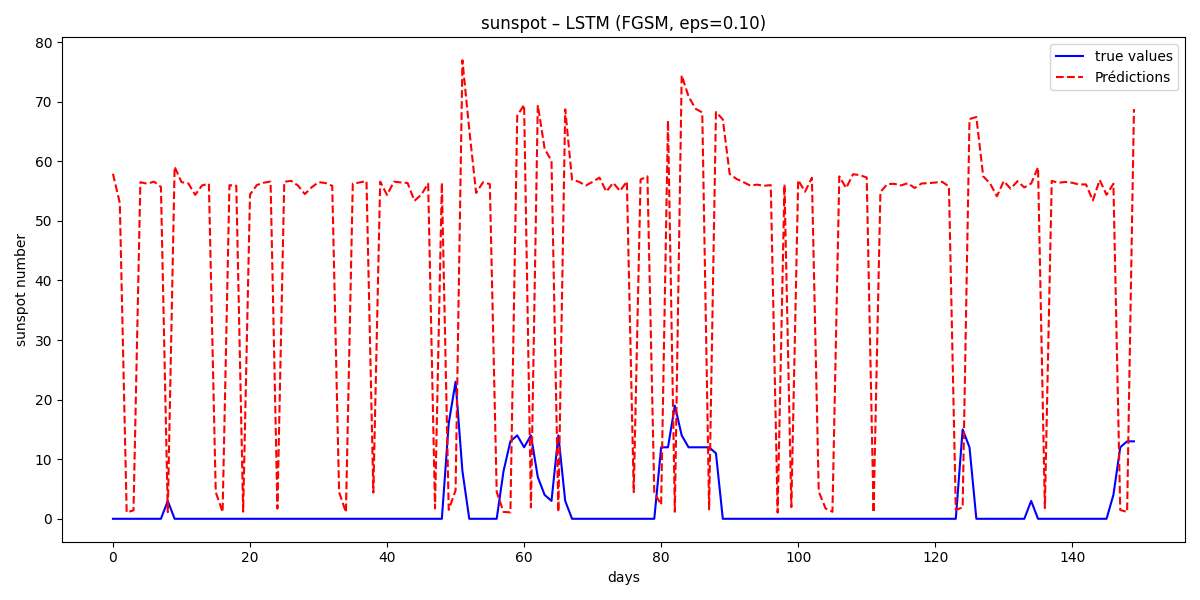 sunspot – LSTM (FGSM, eps=0.10)
true values
Prédictions
sunspot number
80
70
60
50
40
30
20
10
0
0 20 40 60 80 100 120 140
days